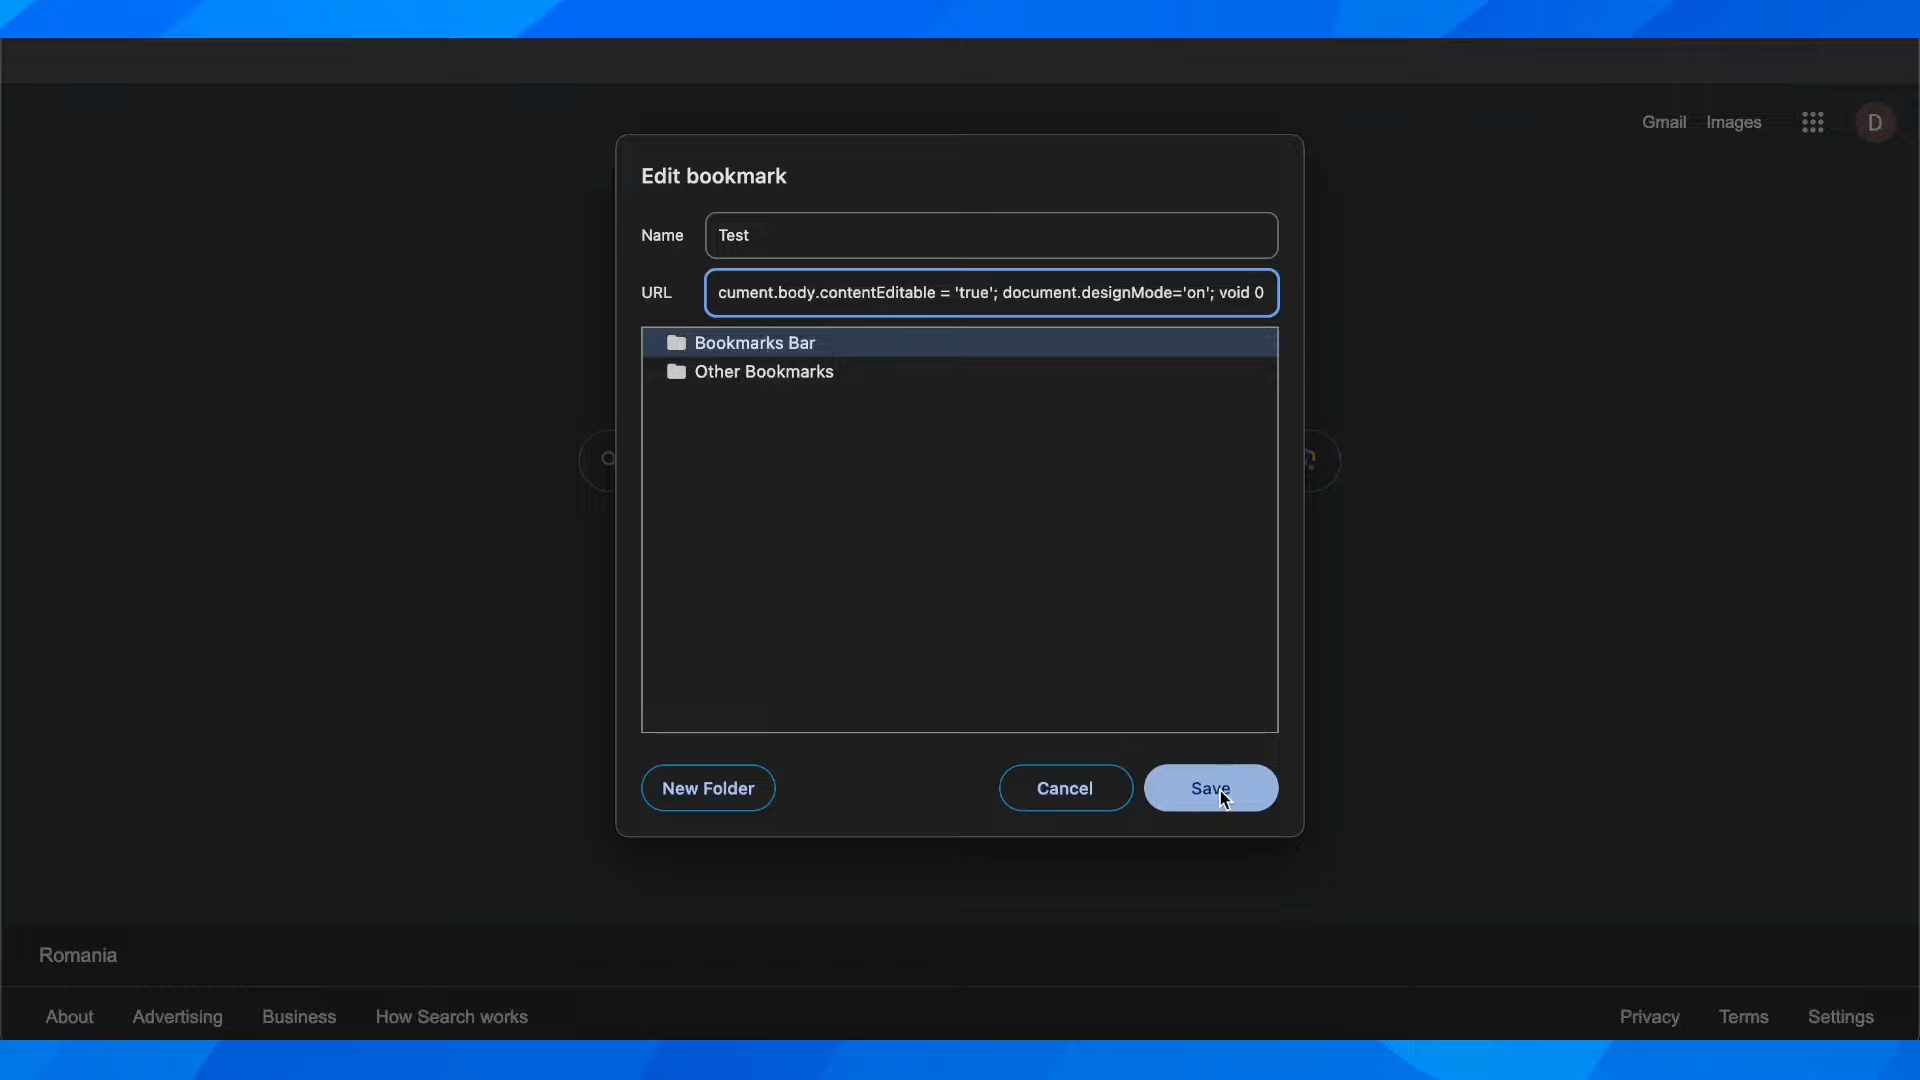 Gmail Images
D
Edit bookmark
Name Test
URL cument.body.contentEditable = 'true'; document.designMode='on'; void 0
Bookmarks Bar
Other Bookmarks
New Folder Cancel Save
Romania
About Advertising Business How Search works Privacy Terms Settings